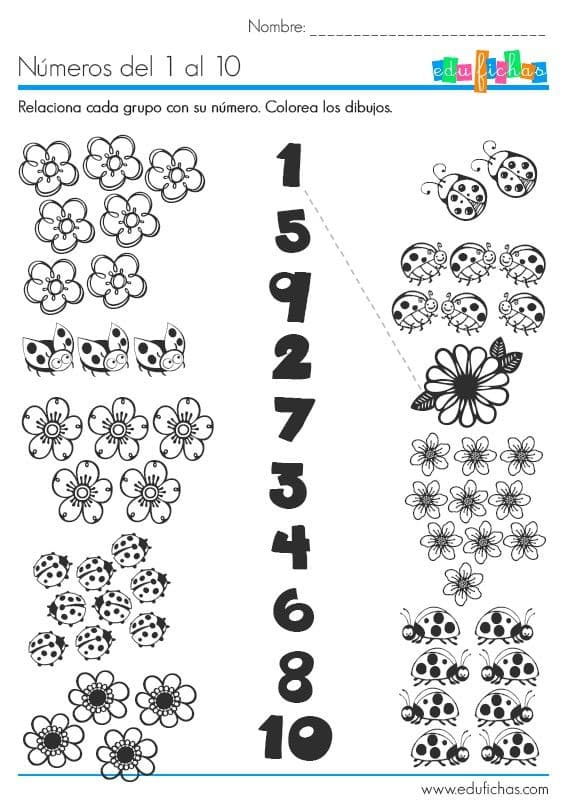 Nombre: ___________________________
Números del 1 al 10
edufichas
Relaciona cada grupo con su número. Colorea los dibujos.
1
5
9
2
7
3
4
6
8
10
www.edufichas.com